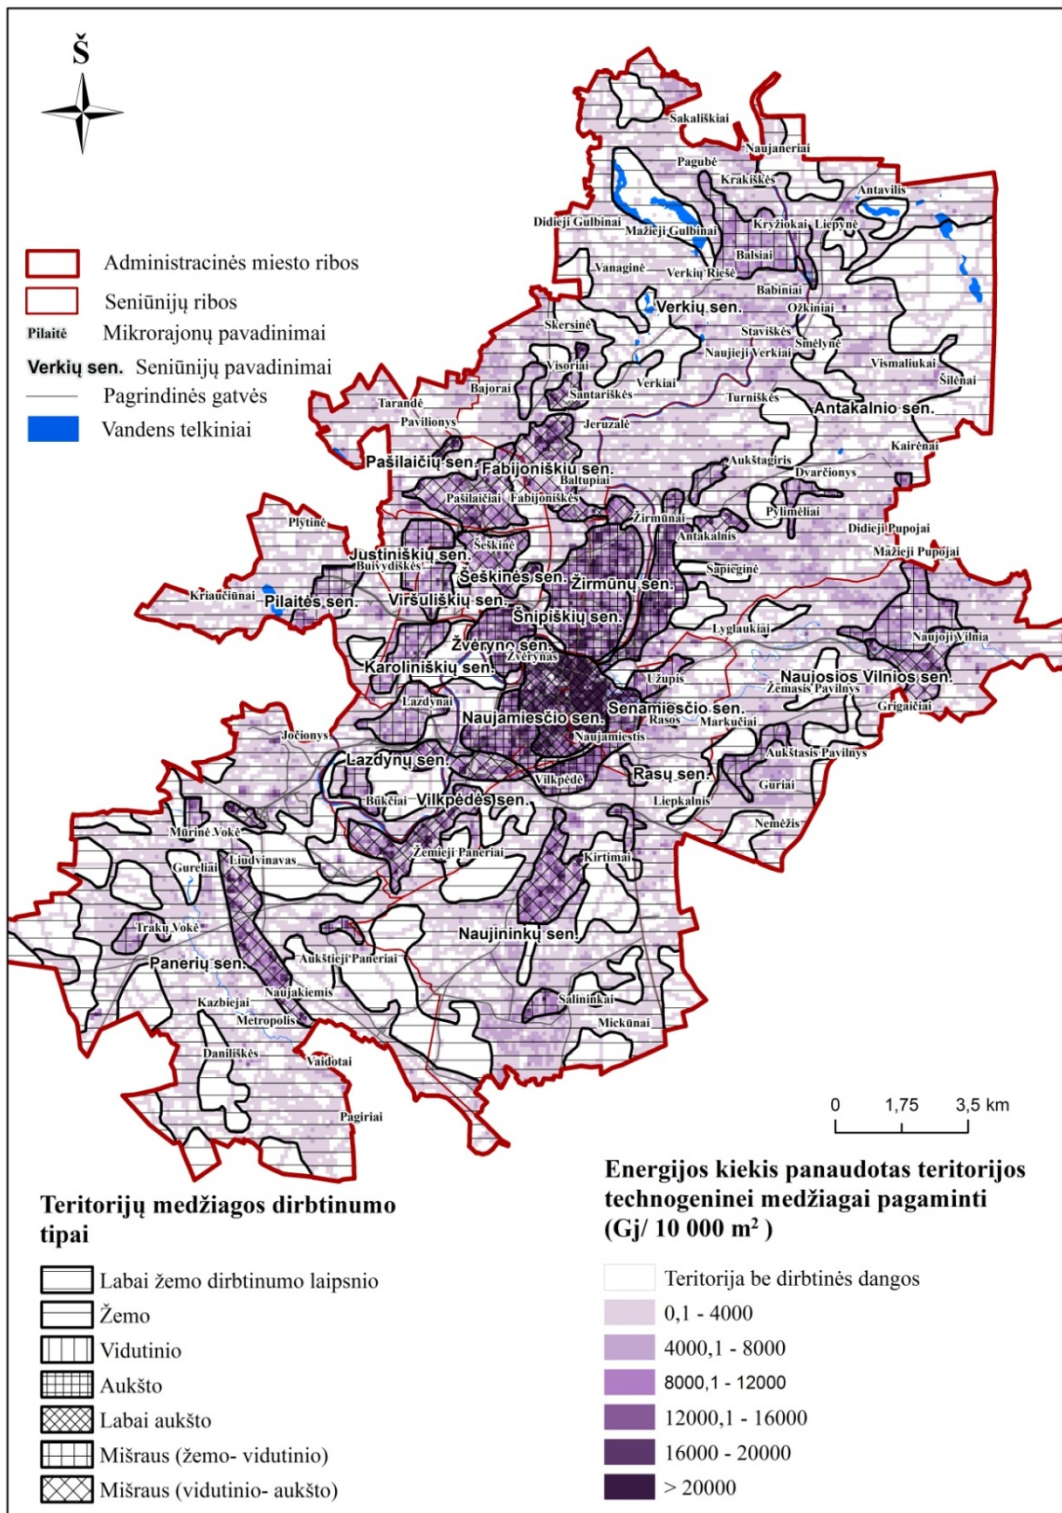 Š
Administracinės miesto ribos
Seniūnijų ribos
Pilaitė Mikrorajonų pavadinimai
Verkių sen. Seniūnijų pavadinimai
Pagrindinės gatvės
Vandens telkiniai
Sakališkiai
Naujaneriai
Pagubė
Krakiškės
Antavilis
Didieji Gulbinai
Mažieji Gulbinai
Kryžiokai
Liepynė
Balsiai
Vanaginė
Verkių Riešė
Babiniai
Verkių sen.
Ožkiniai
Skersinė
Staviškės
Smėlynė
Naujieji Verkiai
Visoriai
Vismaliukai
Bajorai
Verkiai
Šilėnai
Santariškės
Turniškės
Tarandė
Antakalnio sen.
Pavilionys
Jeruzalė
Kairėnai
Pašilaičių sen.
Fabijoniškių sen.
Aukštagiris
Dvarčionys
Baltupiai
Pašilaičiai
Fabijoniškės
Žirmūnai
Pylimėliai
Plytinė
Didieji Pupojai
Antakalnis
Šeškinė
Mažieji Pupojai
Justiniškių sen.
Buivydiškės
Sapieginė
Šeškinės sen.
Žirmūnų sen.
Kriaučiūnai
Pilaitės sen.
Viršuliškių sen.
Šnipiškių sen.
Lyglaukiai
Naujoji Vilnia
Žvėryno sen.
Žvėrynas
Karoliniškių sen.
Užupis
Naujosios Vilnios sen.
Žemasis Pavilnys
Lazdynai
Senamiesčio sen.
Grigaičiai
Naujamiesčio sen.
Rasos
Markučiai
Jočionys
Naujamiestis
Aukštasis Pavilnys
Lazdynų sen.
Rasų sen.
Vilkpėdė
Guriai
Bukčiai
Vilkpėdės sen.
Liepkalnis
Nemėžis
Mūrinė Vokė
Žemieji Paneriai
Liudvinavas
Kirtimai
Gureliai
Trakų Vokė
Naujininkų sen.
Panerių sen.
Aukštieji Paneriai
Naujakiemis
Salininkai
Kazbiejai
Metropolis
Mickūnai
Daniliškės
Vaidotai
Pagiriai
0 1,75 3,5 km
Teritorijų medžiagos dirbtinumo
tipai
Labai žemo dirbtinumo laipsnio
Žemo
Vidutinio
Aukšto
Labai aukšto
Mišraus (žemo- vidutinio)
Mišraus (vidutinio- aukšto)
Energijos kiekis panaudotas teritorijos
technogeninei medžiagai pagaminti
(Gj/ 10 000 m² )
Teritorija be dirbtinės dangos
0,1 - 4000
4000,1 - 8000
8000,1 - 12000
12000,1 - 16000
16000 - 20000
> 20000